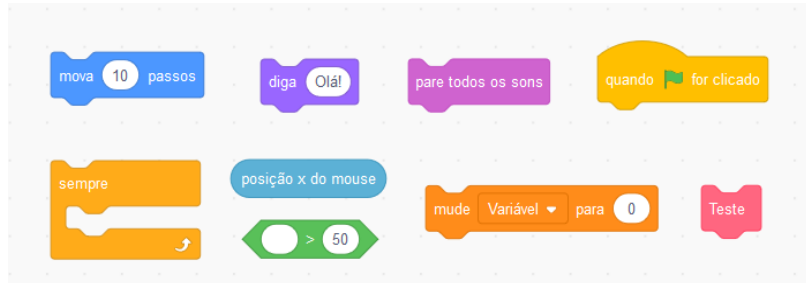 mova 10 passos
diga Olá!
pare todos os sons
quando for clicado
sempre
posição x do mouse
> 50
mude Variável para 0
Teste